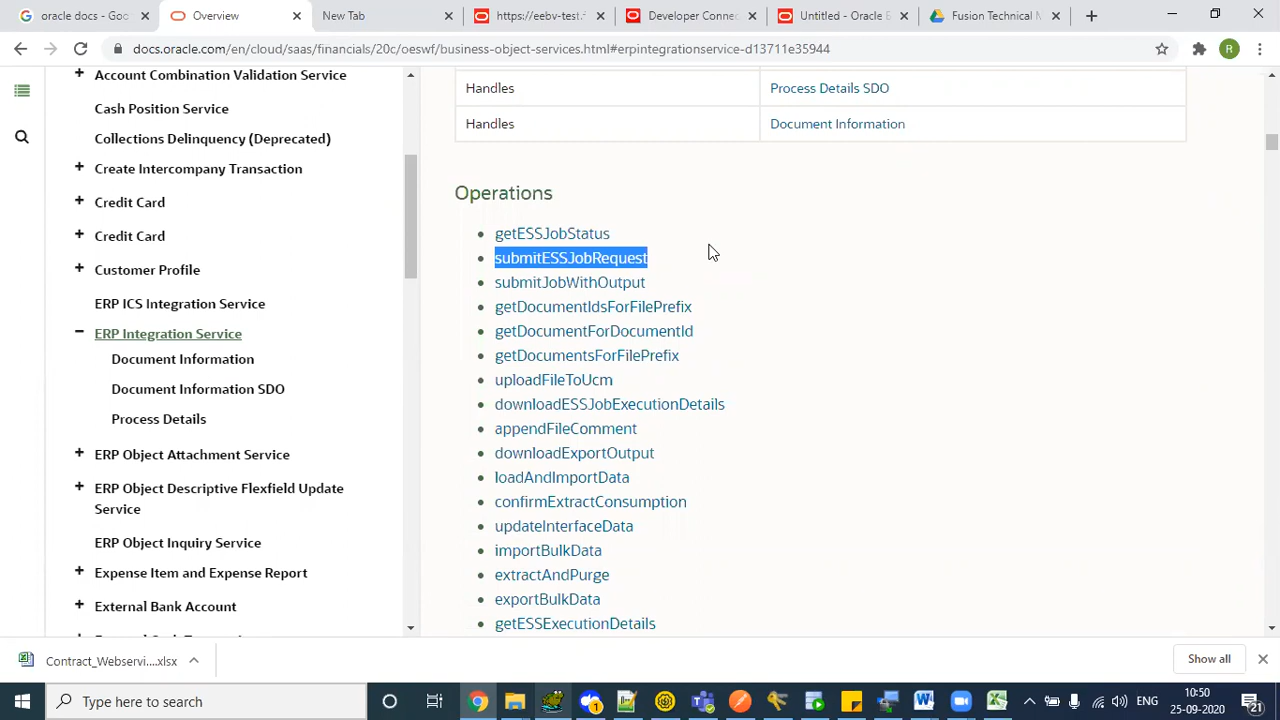 oracle - Goo
Overview
New Tab
https://eebv-test.f
Developer Connec
Untitled - Oracle B
Fusion Technical M
docs.oracle.com/en/cloud/saas/financials/20c/oeswf/business-object-services.html#erpintegrationservice-d13711e35944
R
Account Combination Validation Service
Cash Position Service
Collections Delinquency (Deprecated)
Create Intercompany Transaction
Credit Card
Credit Card
Customer Profile
ERP ICS Integration Service
ERP Integration Service
Document Information
Document Information SDO
Process Details
ERP Object Attachment Service
ERP Object Descriptive Flexfield Update
Service
ERP Object Inquiry Service
Expense Item and Expense Report
External Bank Account
Handles Process Details SDO
Handles Document Information
Operations
getESSJobStatus
submitESSJobRequest
submitJobWithOutput
getDocumentIdsForFilePrefix
getDocumentForDocumentId
getDocumentsForFilePrefix
uploadFileToUcm
downloadESSJobExecutionDetails
appendFileComment
downloadExportOutput
loadAndImportData
confirmExtractConsumption
updateInterfaceData
importBulkData
extractAndPurge
exportBulkData
getESSExecutionDetails
Contract_Webservi....xlsx
Show all
Type here to search
ENG
10:50
25-09-2020
21